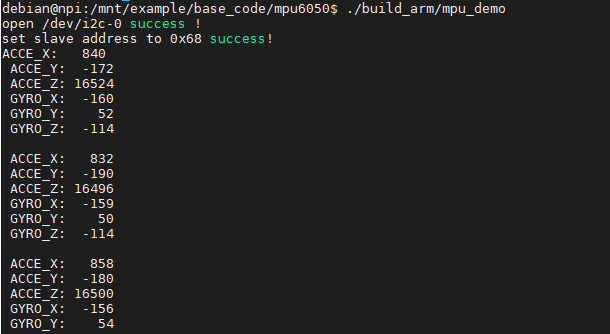 debian@npi:/mnt/example/base_code/mpu6050$ ./build_arm/mpu_demo
open /dev/i2c-0 success !
set slave address to 0x68 success!
ACCE_X:   840
 ACCE_Y:  -172
 ACCE_Z: 16524
 GYRO_X:  -160
 GYRO_Y:    52
 GYRO_Z:  -114

 ACCE_X:   832
 ACCE_Y:  -190
 ACCE_Z: 16496
 GYRO_X:  -159
 GYRO_Y:    50
 GYRO_Z:  -114

 ACCE_X:   858
 ACCE_Y:  -180
 ACCE_Z: 16500
 GYRO_X:  -156
 GYRO_Y:    54